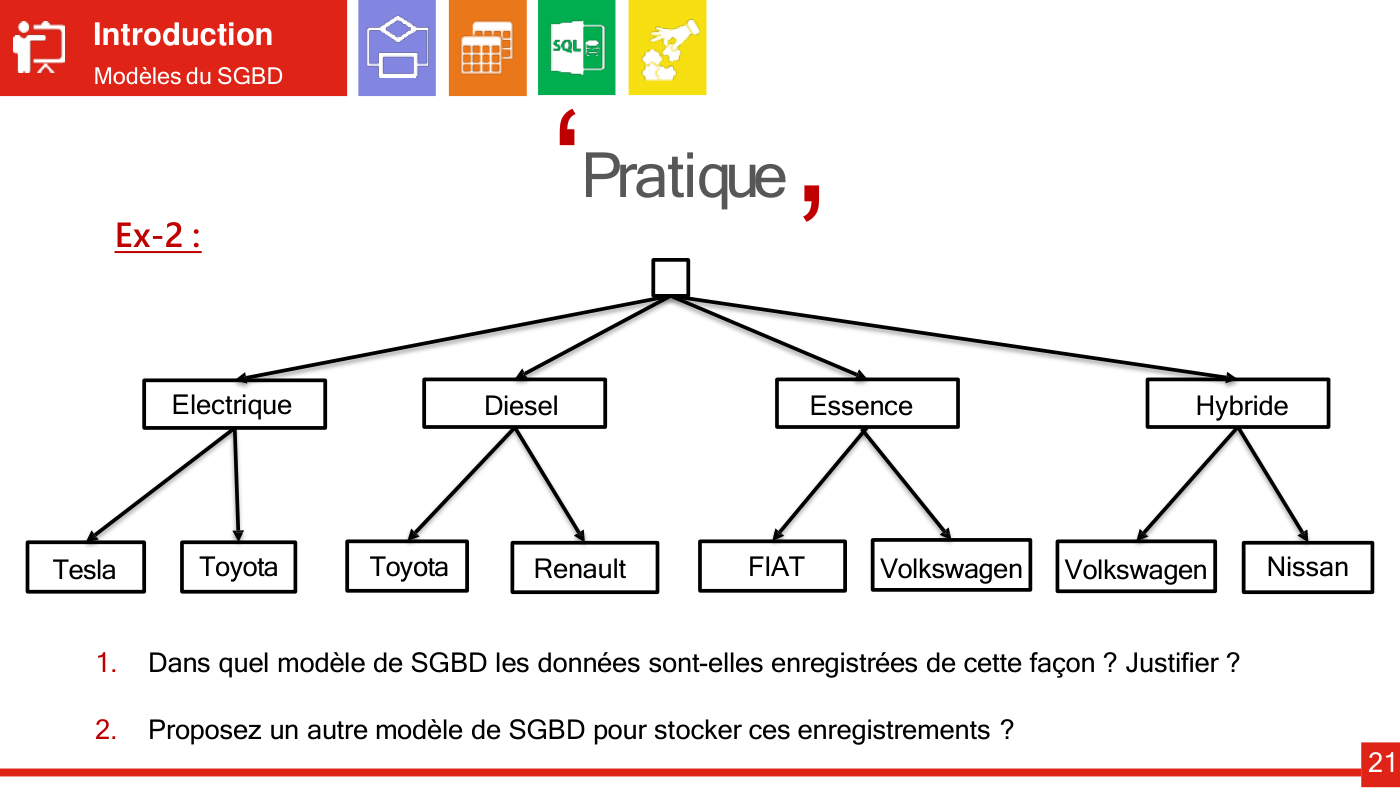 Introduction
Modèles du SGBD
SQL
‘Pratique’
Ex-2 :
Electrique Diesel Essence Hybride
Tesla Toyota Toyota Renault FIAT Volkswagen Volkswagen Nissan
1. Dans quel modèle de SGBD les données sont-elles enregistrées de cette façon ? Justifier ?
2. Proposez un autre modèle de SGBD pour stocker ces enregistrements ?
21